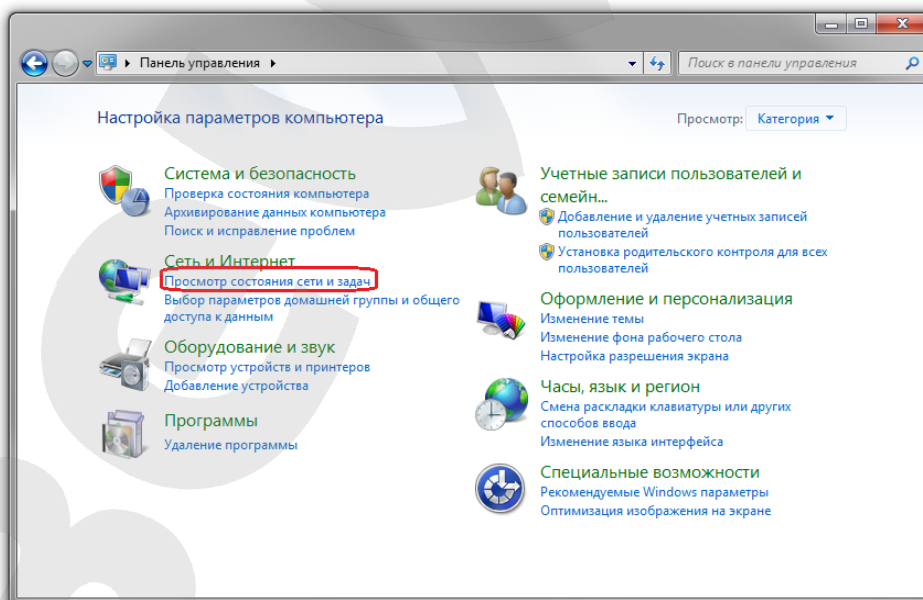 Панель управления
Поиск в панели управления
Настройка параметров компьютера
Просмотр: Категория
Система и безопасность
Проверка состояния компьютера
Архивирование данных компьютера
Поиск и исправление проблем
Сеть и Интернет
Просмотр состояния сети и задач
Выбор параметров домашней группы и общего
доступа к данным
Оборудование и звук
Просмотр устройств и принтеров
Добавление устройства
Программы
Удаление программы
Учетные записи пользователей и
семейн...
Добавление и удаление учетных записей
пользователей
Установка родительского контроля для всех
пользователей
Оформление и персонализация
Изменение темы
Изменение фона рабочего стола
Настройка разрешения экрана
Часы, язык и регион
Смена раскладки клавиатуры или других
способов ввода
Изменение языка интерфейса
Специальные возможности
Рекомендуемые Windows параметры
Оптимизация изображения на экране